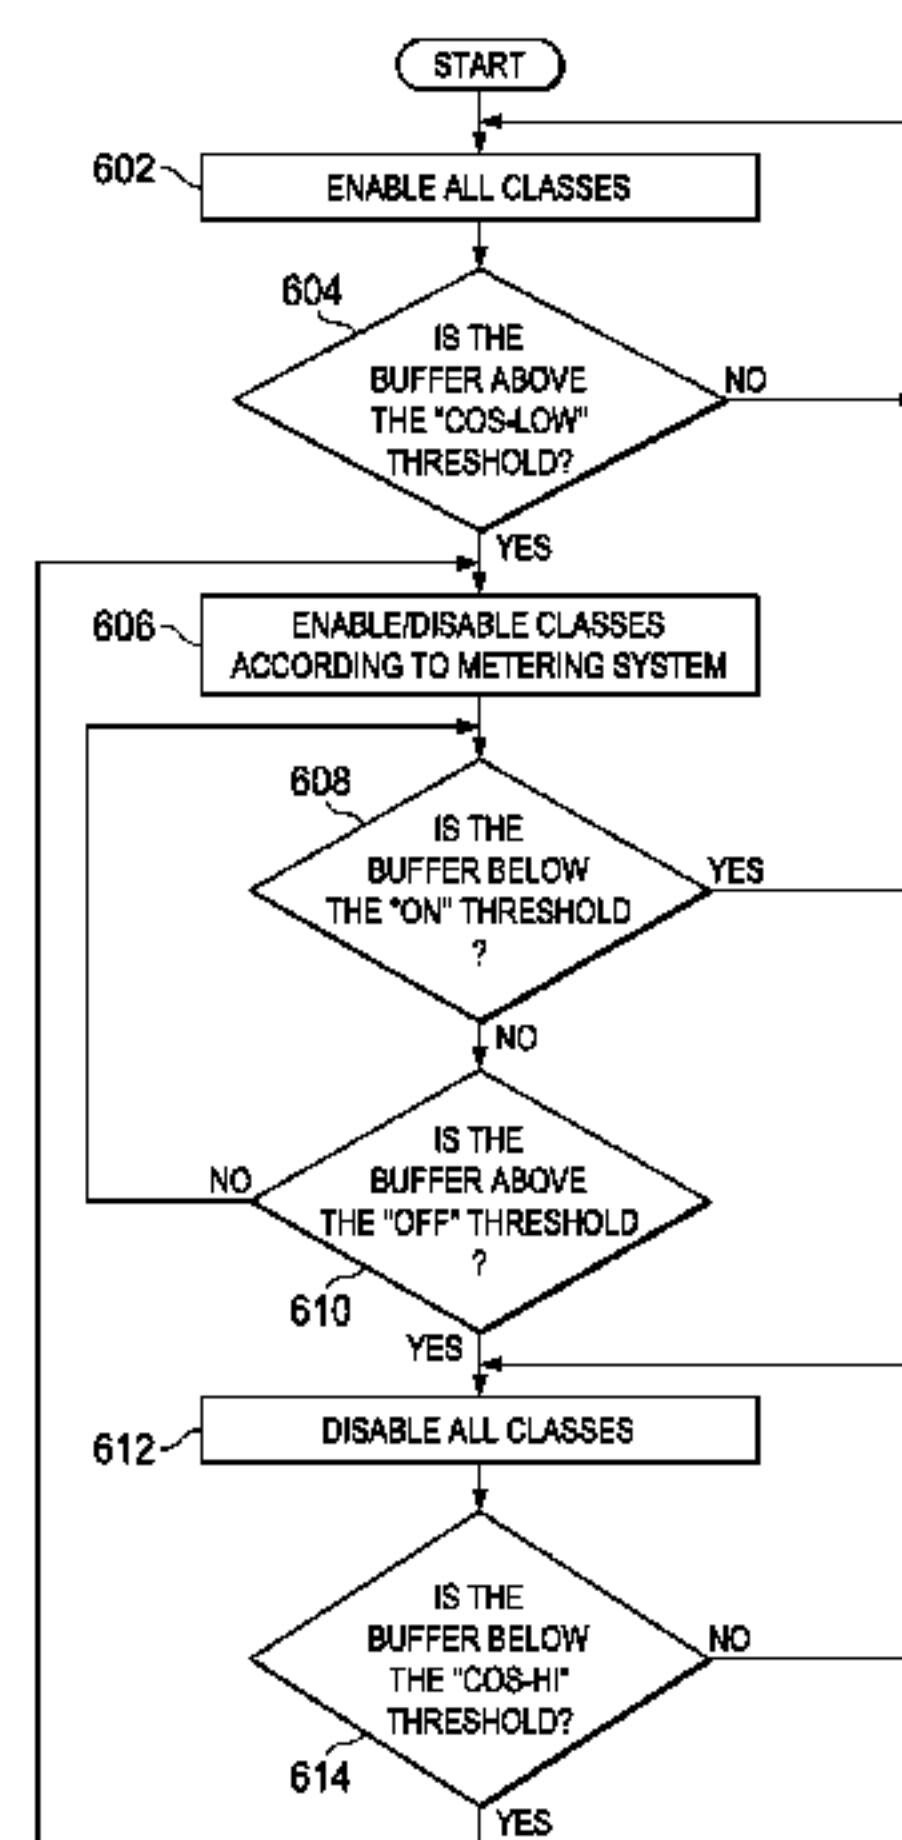 START
602
ENABLE ALL CLASSES
604
IS THE
BUFFER ABOVE
THE "COS-LOW"
THRESHOLD?
NO
YES
606
ENABLE/DISABLE CLASSES
ACCORDING TO METERING SYSTEM
608
IS THE
BUFFER BELOW
THE "ON" THRESHOLD
?
YES
NO
IS THE
BUFFER ABOVE
THE "OFF" THRESHOLD
?
NO
610
YES
612
DISABLE ALL CLASSES
IS THE
BUFFER BELOW
THE "COS-HI"
THRESHOLD?
NO
614
YES